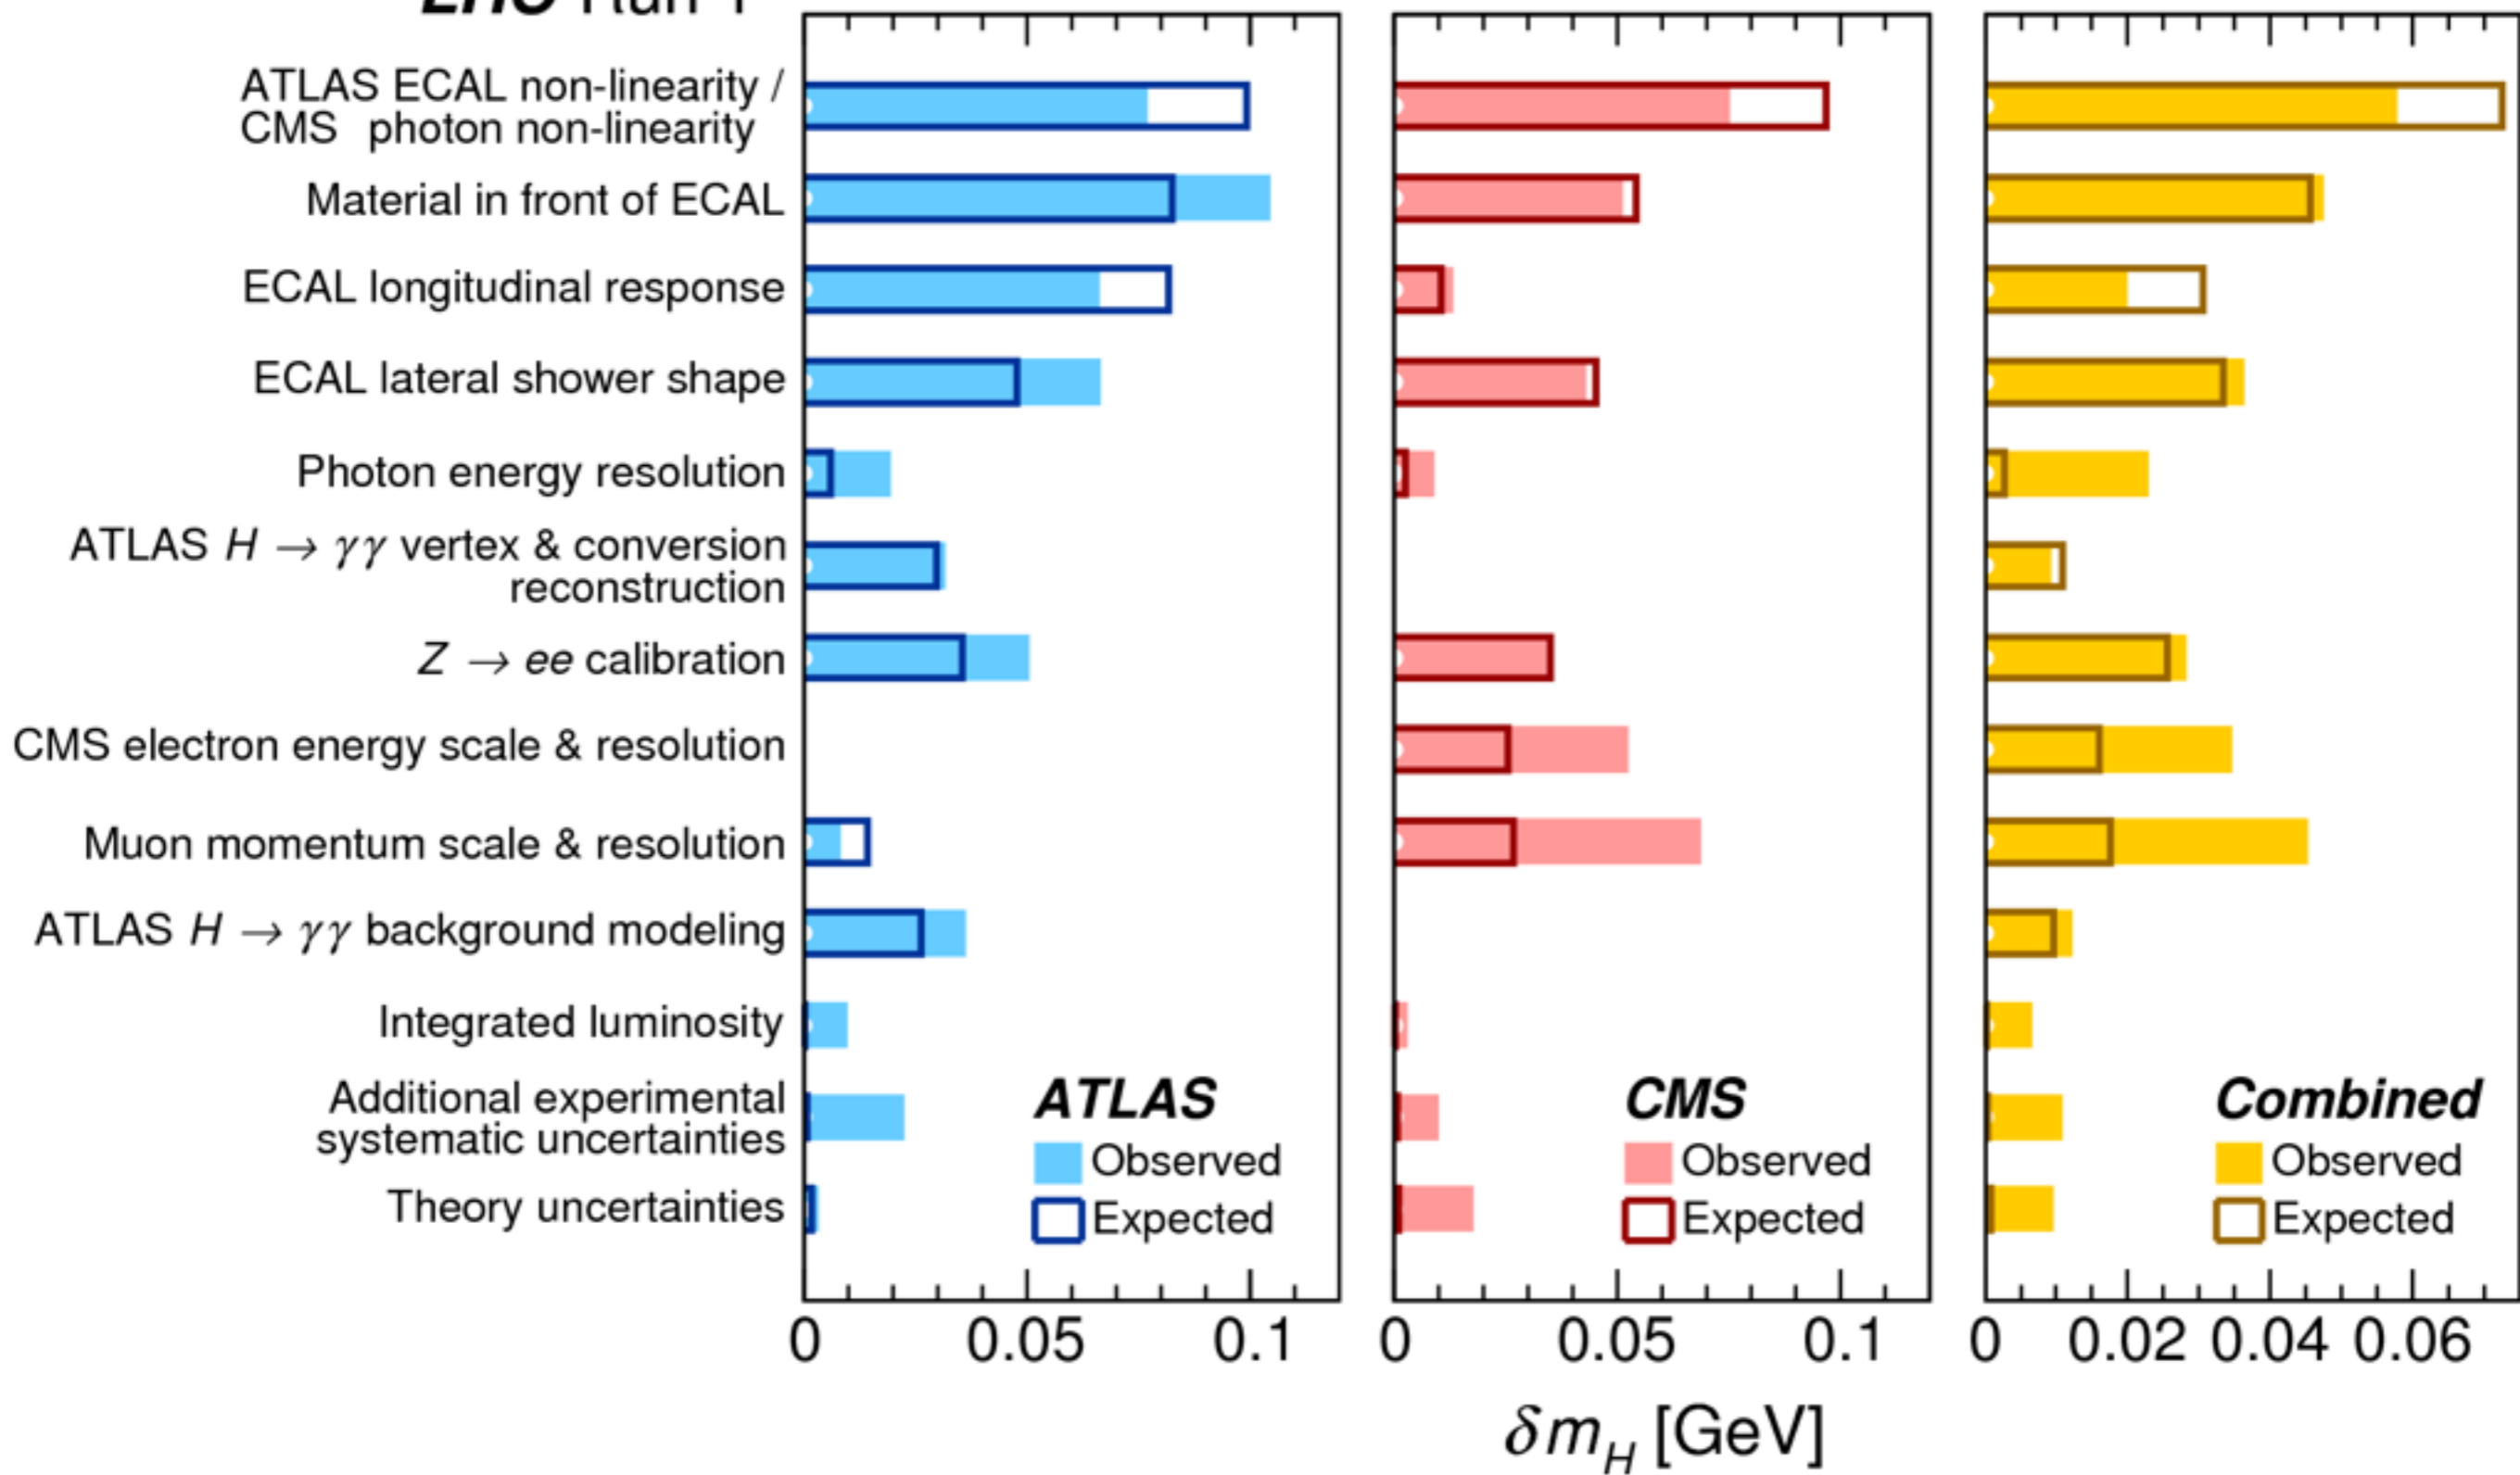 LHC Run 1
ATLAS ECAL non-linearity /
CMS photon non-linearity
Material in front of ECAL
ECAL longitudinal response
ECAL lateral shower shape
Photon energy resolution
ATLAS H → γγ vertex & conversion
reconstruction
Z → ee calibration
CMS electron energy scale & resolution
Muon momentum scale & resolution
ATLAS H → γγ background modeling
Integrated luminosity
Additional experimental
systematic uncertainties
Theory uncertainties
ATLAS
Observed
Expected
CMS
Observed
Expected
Combined
Observed
Expected
0 0.05 0.1
0 0.05 0.1
0 0.02 0.04 0.06
δm_H [GeV]